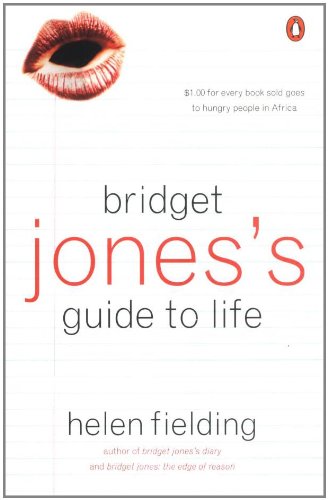 $1.00 for every book sold goes
to hungry people in Africa
bridget
jones's
guide to life
helen fielding
author of bridget jones's diary
and bridget jones: the edge of reason